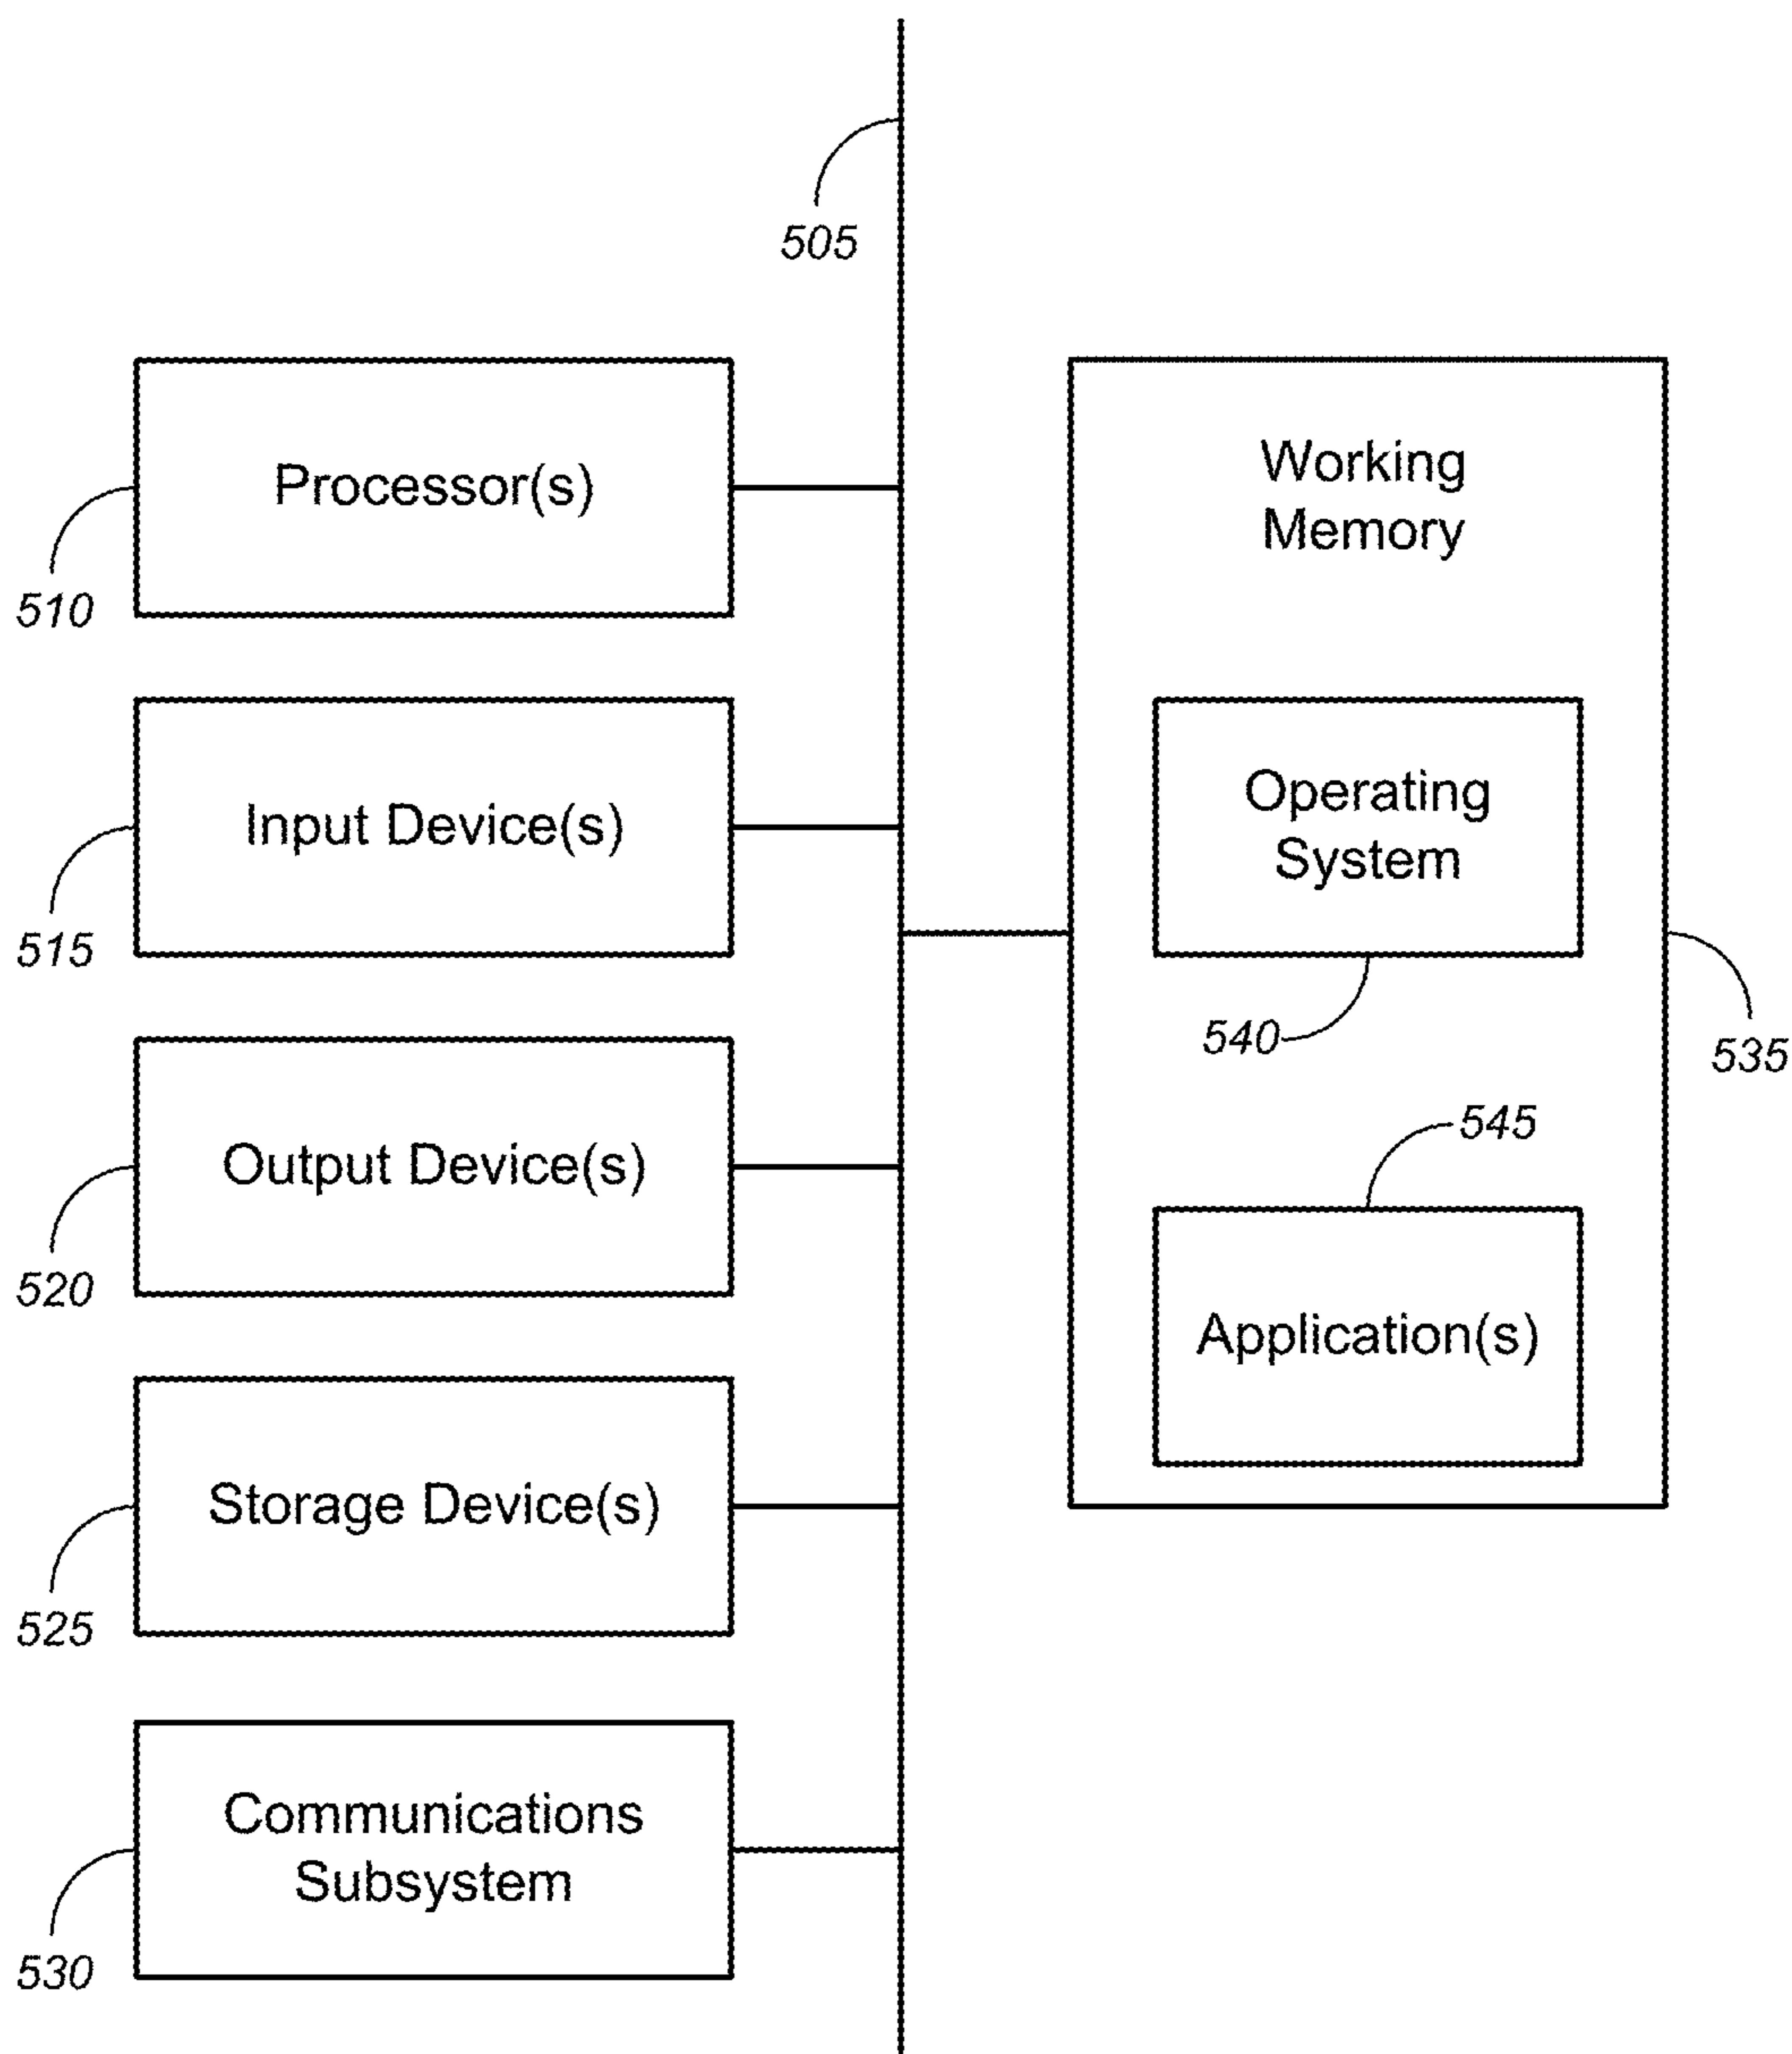 505
Processor(s)
510
Input Device(s)
515
Output Device(s)
520
Storage Device(s)
525
Communications
Subsystem
530
Working
Memory
Operating
System
540
535
545
Application(s)